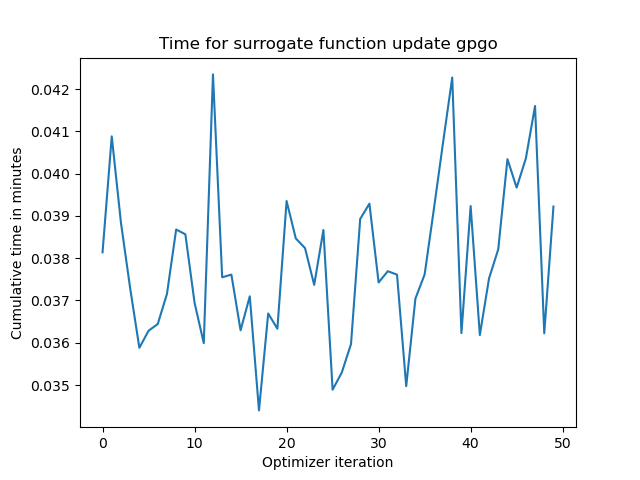 Time for surrogate function update gpgo
0.042
0.041
0.040
0.039
0.038
0.037
0.036
0.035
Cumulative time in minutes
0 10 20 30 40 50
Optimizer iteration